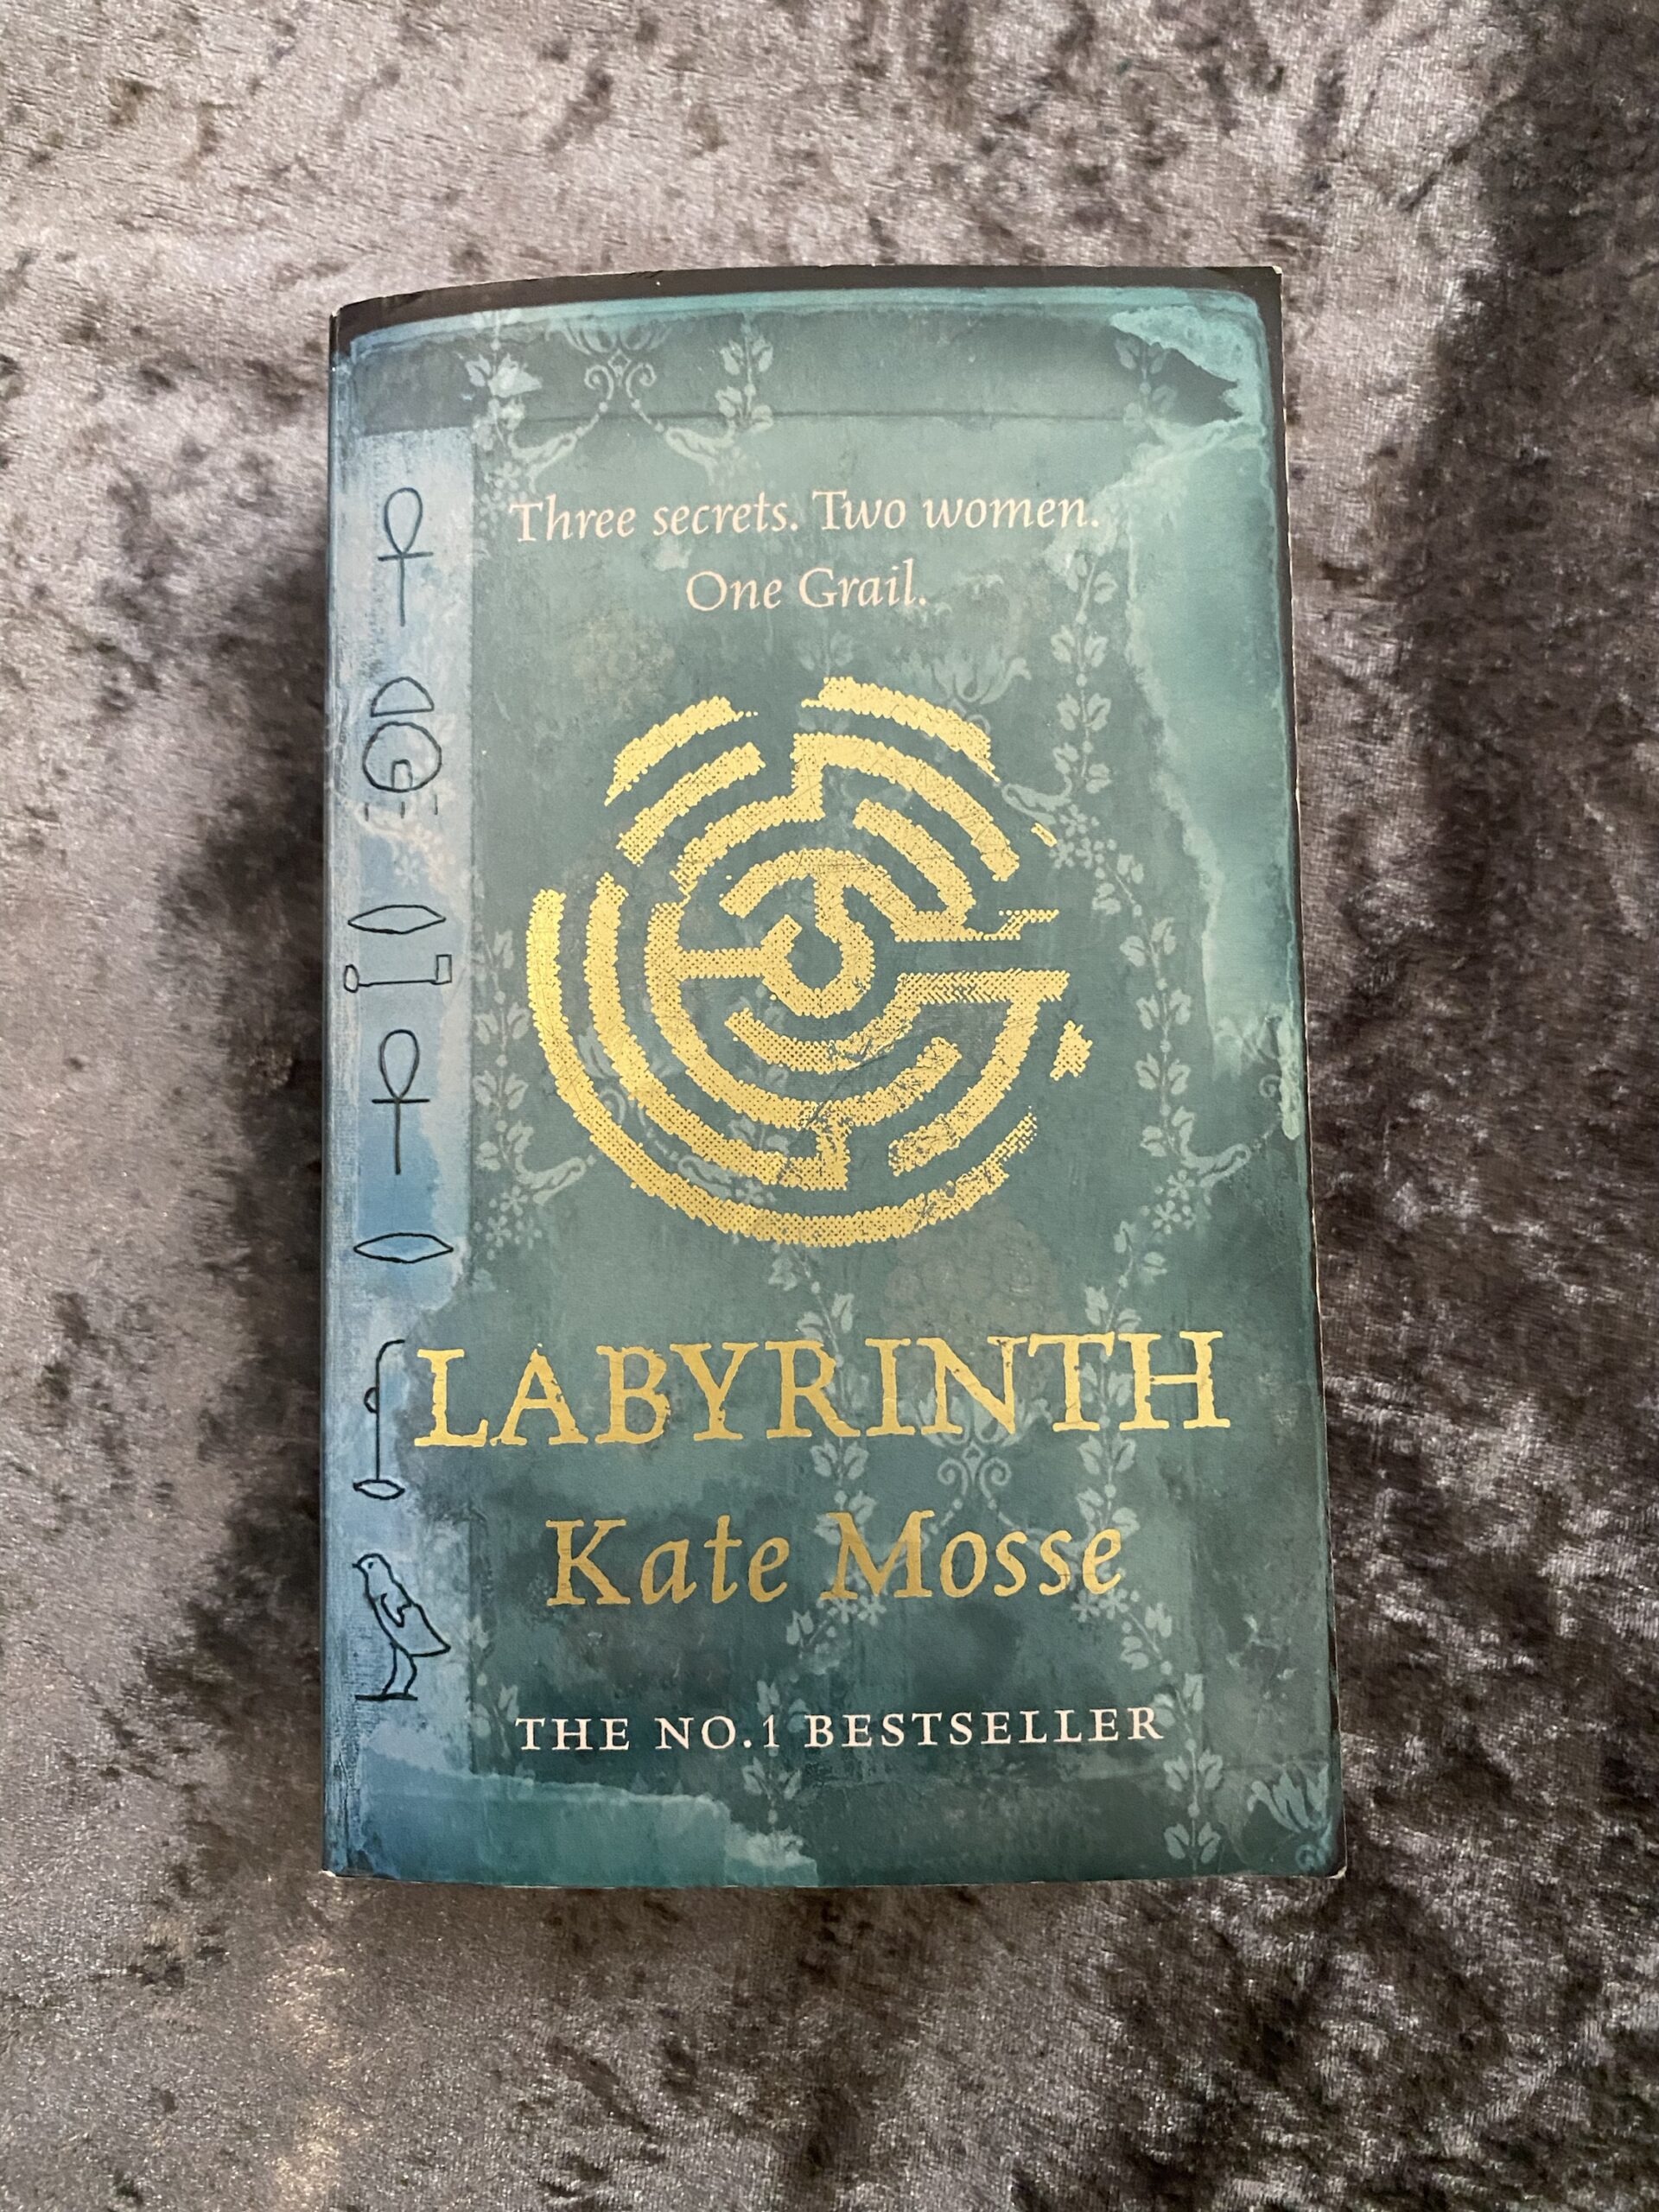 Three secrets. Two women.
One Grail.
LABYRINTH
Kate Mosse
THE NO.1 BESTSELLER